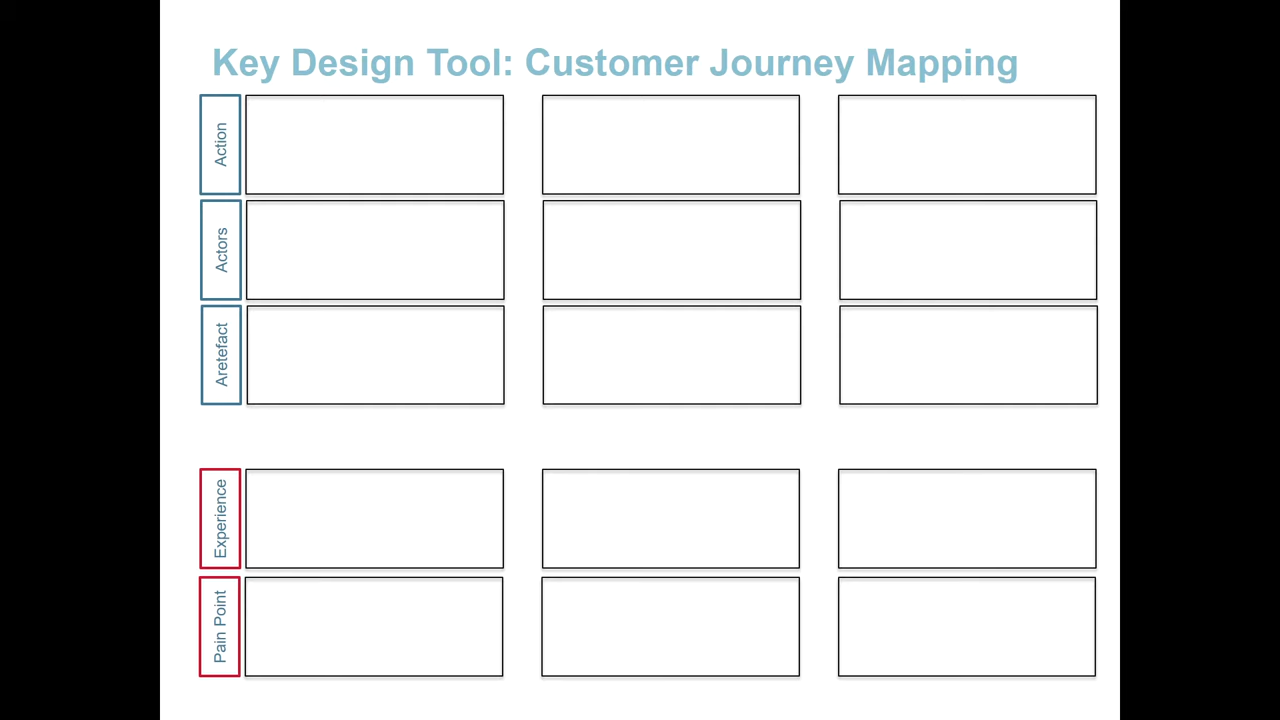 Key Design Tool: Customer Journey Mapping
Action
Actors
Aretefact
Experience
Pain Point